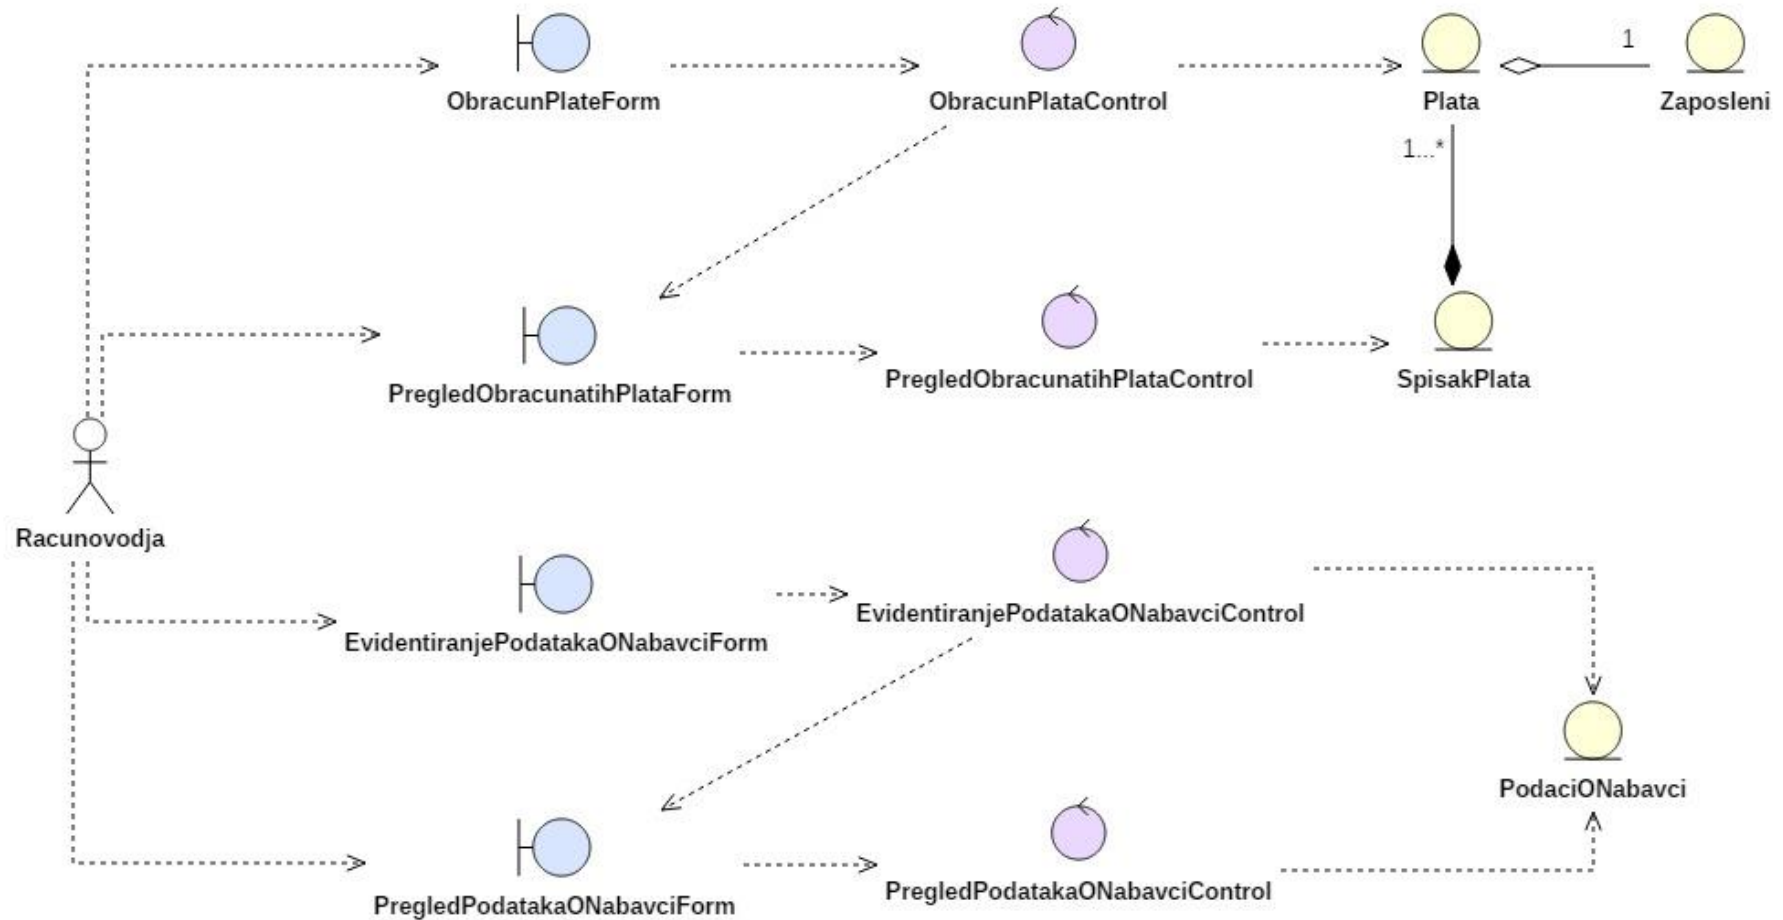 1
ObracunPlateForm
ObracunPlataControl
Plata
Zaposleni
1...*
PregledObracunatihPlataForm
PregledObracunatihPlataControl
SpisakPlata
Racunovodja
EvidentiranjePodatakaONabavciForm
EvidentiranjePodatakaONabavciControl
PodaciONabavci
PregledPodatakaONabavciForm
PregledPodatakaONabavciControl